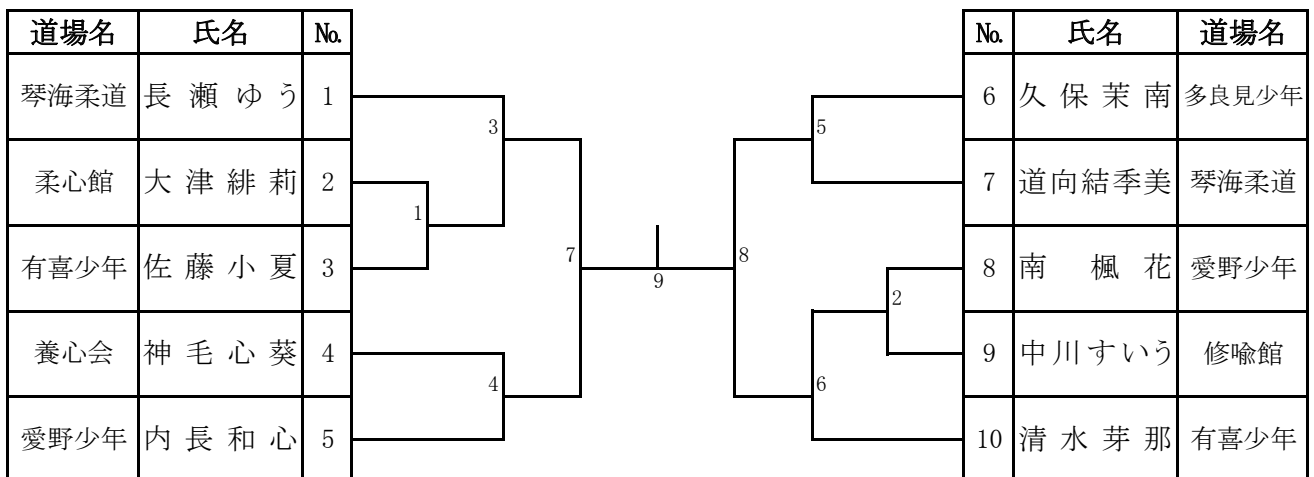 道場名 氏名 No.
琴海柔道 長瀬ゆう 1
柔心館 大津緋莉 2
有喜少年 佐藤小夏 3
養心会 神毛心葵 4
愛野少年 内長和心 5
3
1
7
4
9
5
8
2
6
No. 氏名 道場名
6 久保茉南 多良見少年
7 道向結季美 琴海柔道
8 南楓花 愛野少年
9 中川すいう 修喩館
10 清水芽那 有喜少年